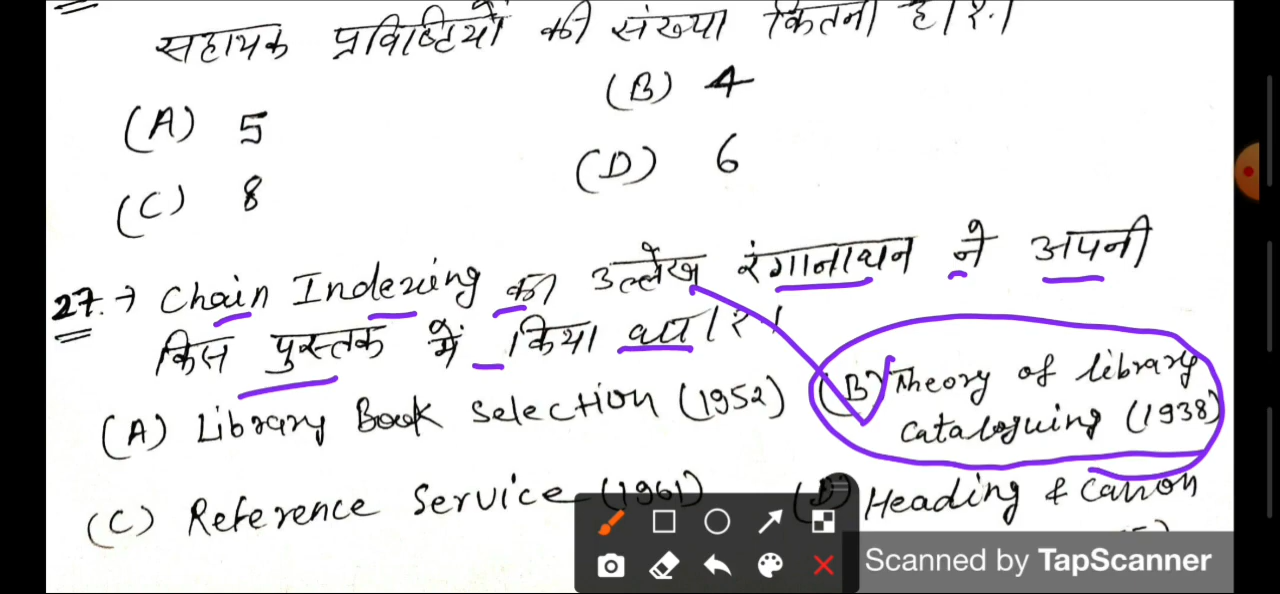 सहायक प्रविष्टियों की संख्या कितनी है।?।
(A) 5
(B) 4
(C) 8
(D) 6
27.→ Chain Indexing का उल्लेख रंगानाथन ने अपनी
किस पुस्तक में किया था।?।
(A) Library Book Selection (1952)
(B) Theory of library
Cataloguing (1938)
(C) Reference Service (1961)
(D) Heading & Canon
Scanned by TapScanner